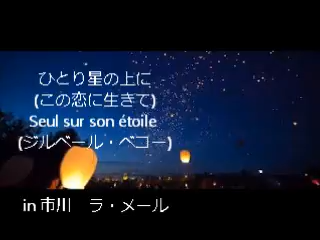 ひとり星の上に
(この恋に生きて)
Seul sur son étoile
(ジルベール・ベコー)
in 市川　ラ・メール